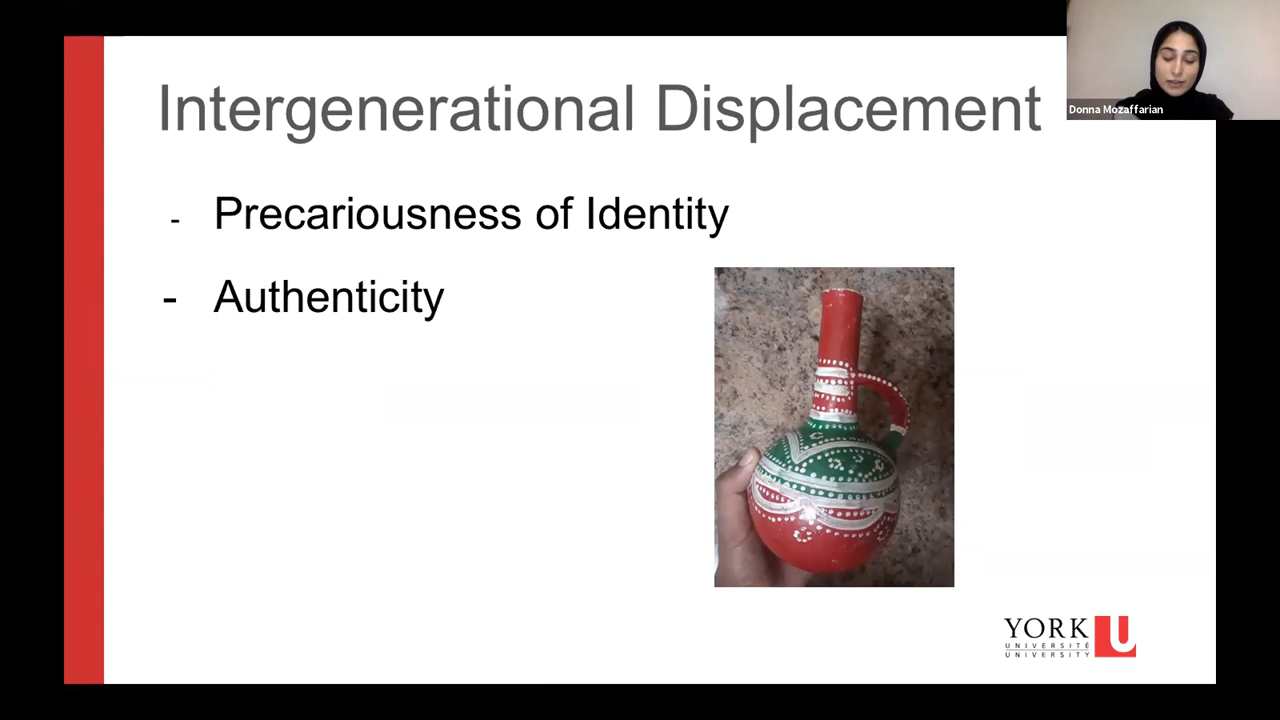 Intergenerational Displacement
Donna Mozaffarian
- Precariousness of Identity
- Authenticity
YORK U
UNIVERSITÉ
UNIVERSITY